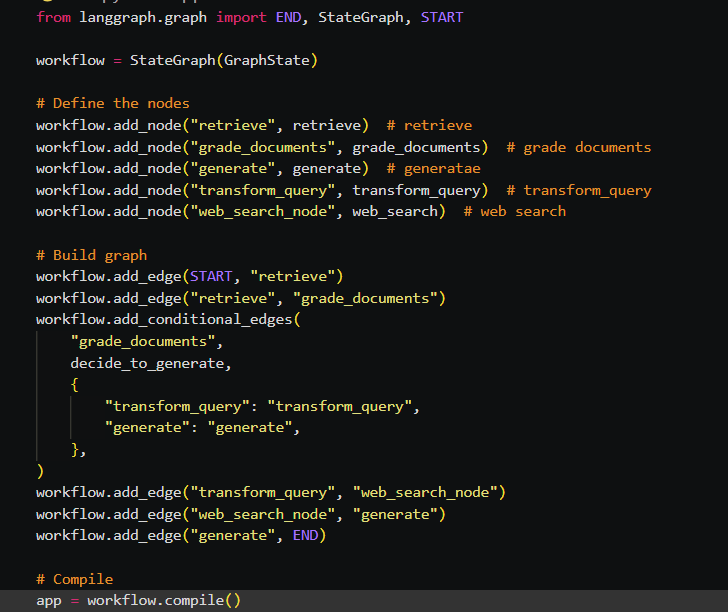 from langgraph.graph import END, StateGraph, START
workflow = StateGraph(GraphState)
# Define the nodes
workflow.add_node("retrieve", retrieve)  # retrieve
workflow.add_node("grade_documents", grade_documents)  # grade documents
workflow.add_node("generate", generate)  # generatae
workflow.add_node("transform_query", transform_query)  # transform_query
workflow.add_node("web_search_node", web_search)  # web search
# Build graph
workflow.add_edge(START, "retrieve")
workflow.add_edge("retrieve", "grade_documents")
workflow.add_conditional_edges(
    "grade_documents",
    decide_to_generate,
    {
        "transform_query": "transform_query",
        "generate": "generate",
    },
)
workflow.add_edge("transform_query", "web_search_node")
workflow.add_edge("web_search_node", "generate")
workflow.add_edge("generate", END)
# Compile
app = workflow.compile()